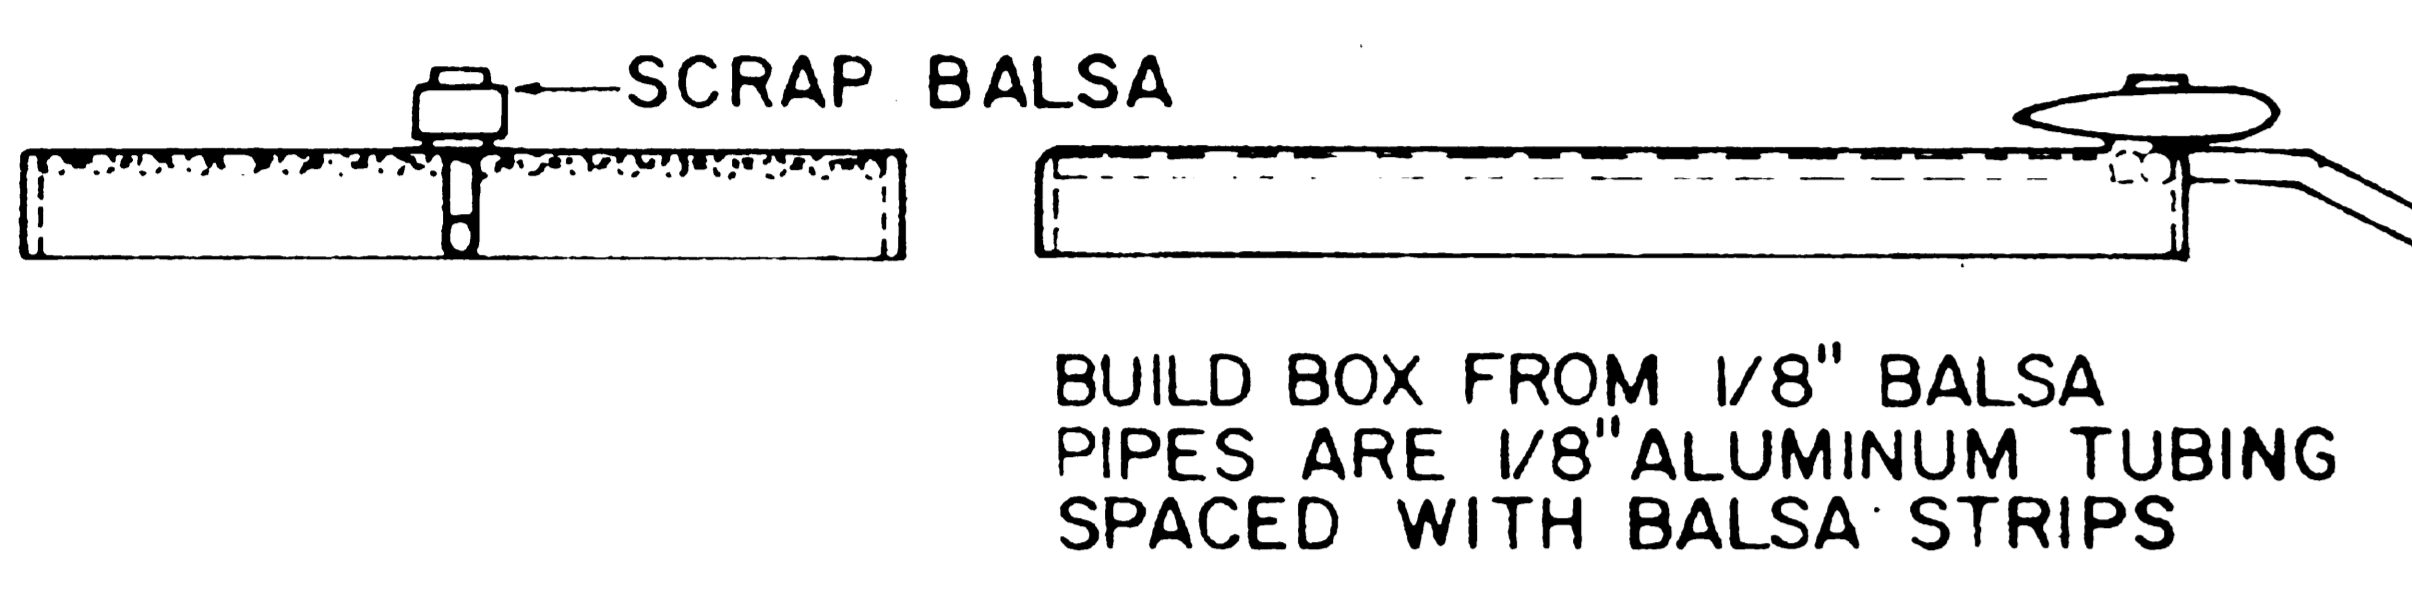 SCRAP BALSA
BUILD BOX FROM 1/8" BALSA
PIPES ARE 1/8" ALUMINUM TUBING
SPACED WITH BALSA STRIPS